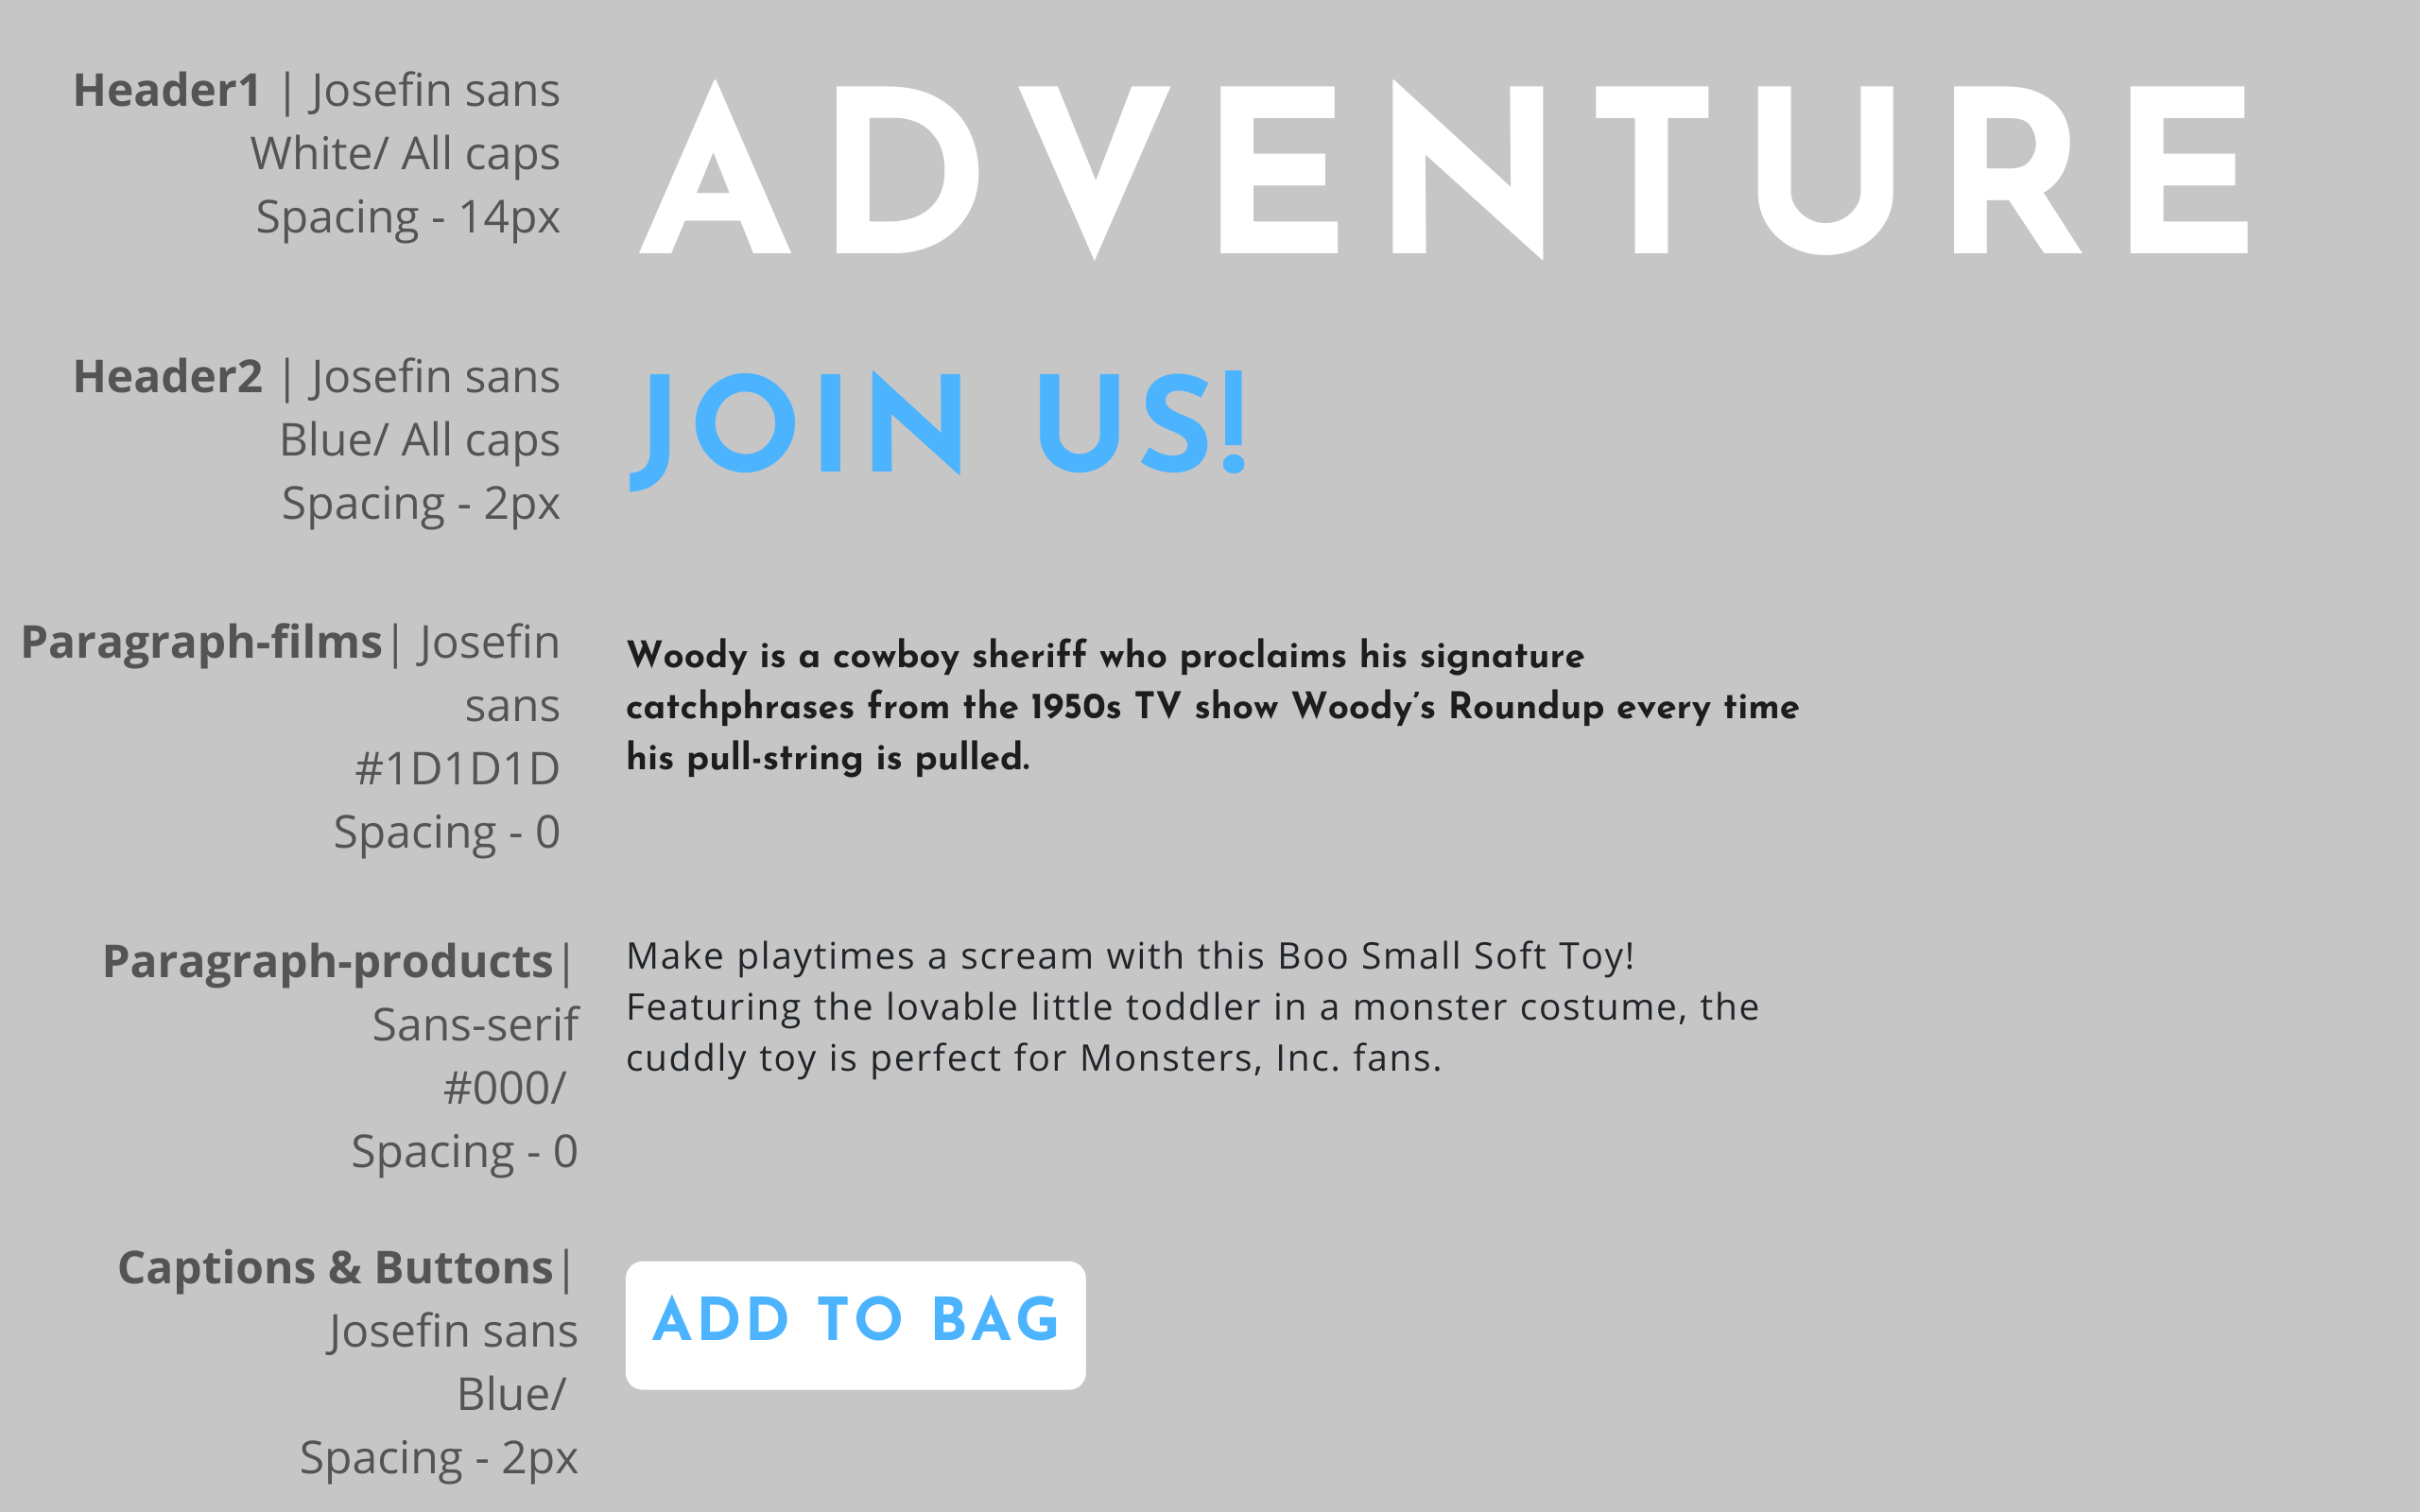 Header1 | Josefin sans
White/ All caps
Spacing - 14px
ADVENTURE
Header2 | Josefin sans
Blue/ All caps
Spacing - 2px
JOIN US!
Paragraph-films| Josefin
sans
#1D1D1D
Spacing - 0
Woody is a cowboy sheriff who proclaims his signature
catchphrases from the 1950s TV show Woody's Roundup every time
his pull-string is pulled.
Paragraph-products|
Sans-serif
#000/
Spacing - 0
Make playtimes a scream with this Boo Small Soft Toy!
Featuring the lovable little toddler in a monster costume, the
cuddly toy is perfect for Monsters, Inc. fans.
Captions & Buttons|
Josefin sans
Blue/
Spacing - 2px
ADD TO BAG